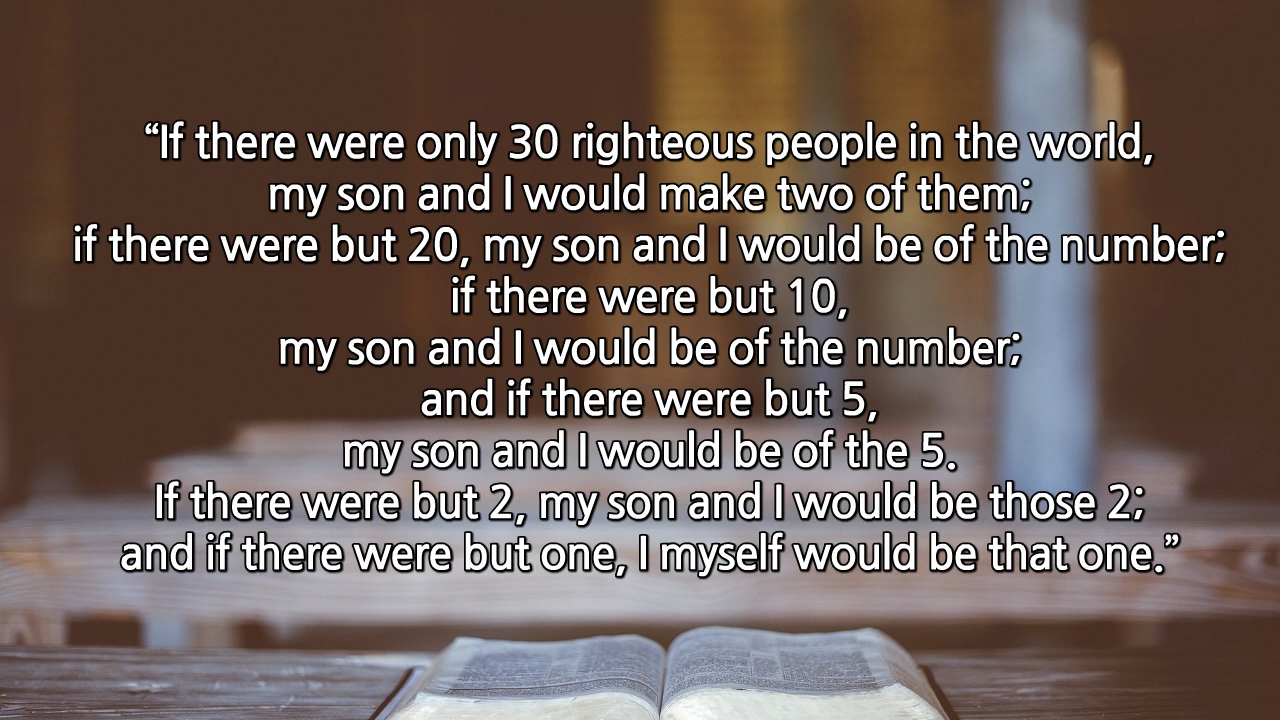 “If there were only 30 righteous people in the world,
my son and I would make two of them;
if there were but 20, my son and I would be of the number;
if there were but 10,
my son and I would be of the number;
and if there were but 5,
my son and I would be of the 5.
If there were but 2, my son and I would be those 2;
and if there were but one, I myself would be that one.”